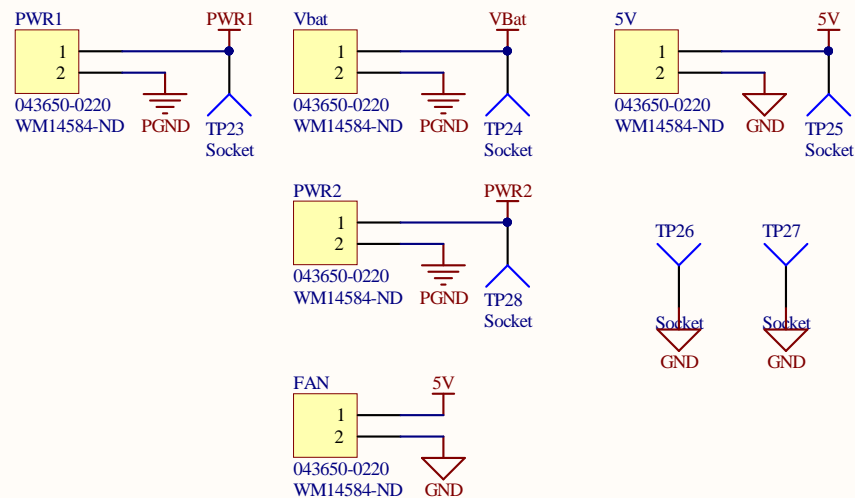 PWR1
PWR1
1
2
043650-0220
WM14584-ND
PGND
TP23
Socket
Vbat
VBat
1
2
043650-0220
WM14584-ND
PGND
TP24
Socket
5V
5V
1
2
043650-0220
WM14584-ND
GND
TP25
Socket
PWR2
PWR2
1
2
043650-0220
WM14584-ND
PGND
TP28
Socket
TP26
Socket
GND
TP27
Socket
GND
FAN
5V
1
2
043650-0220
WM14584-ND
GND